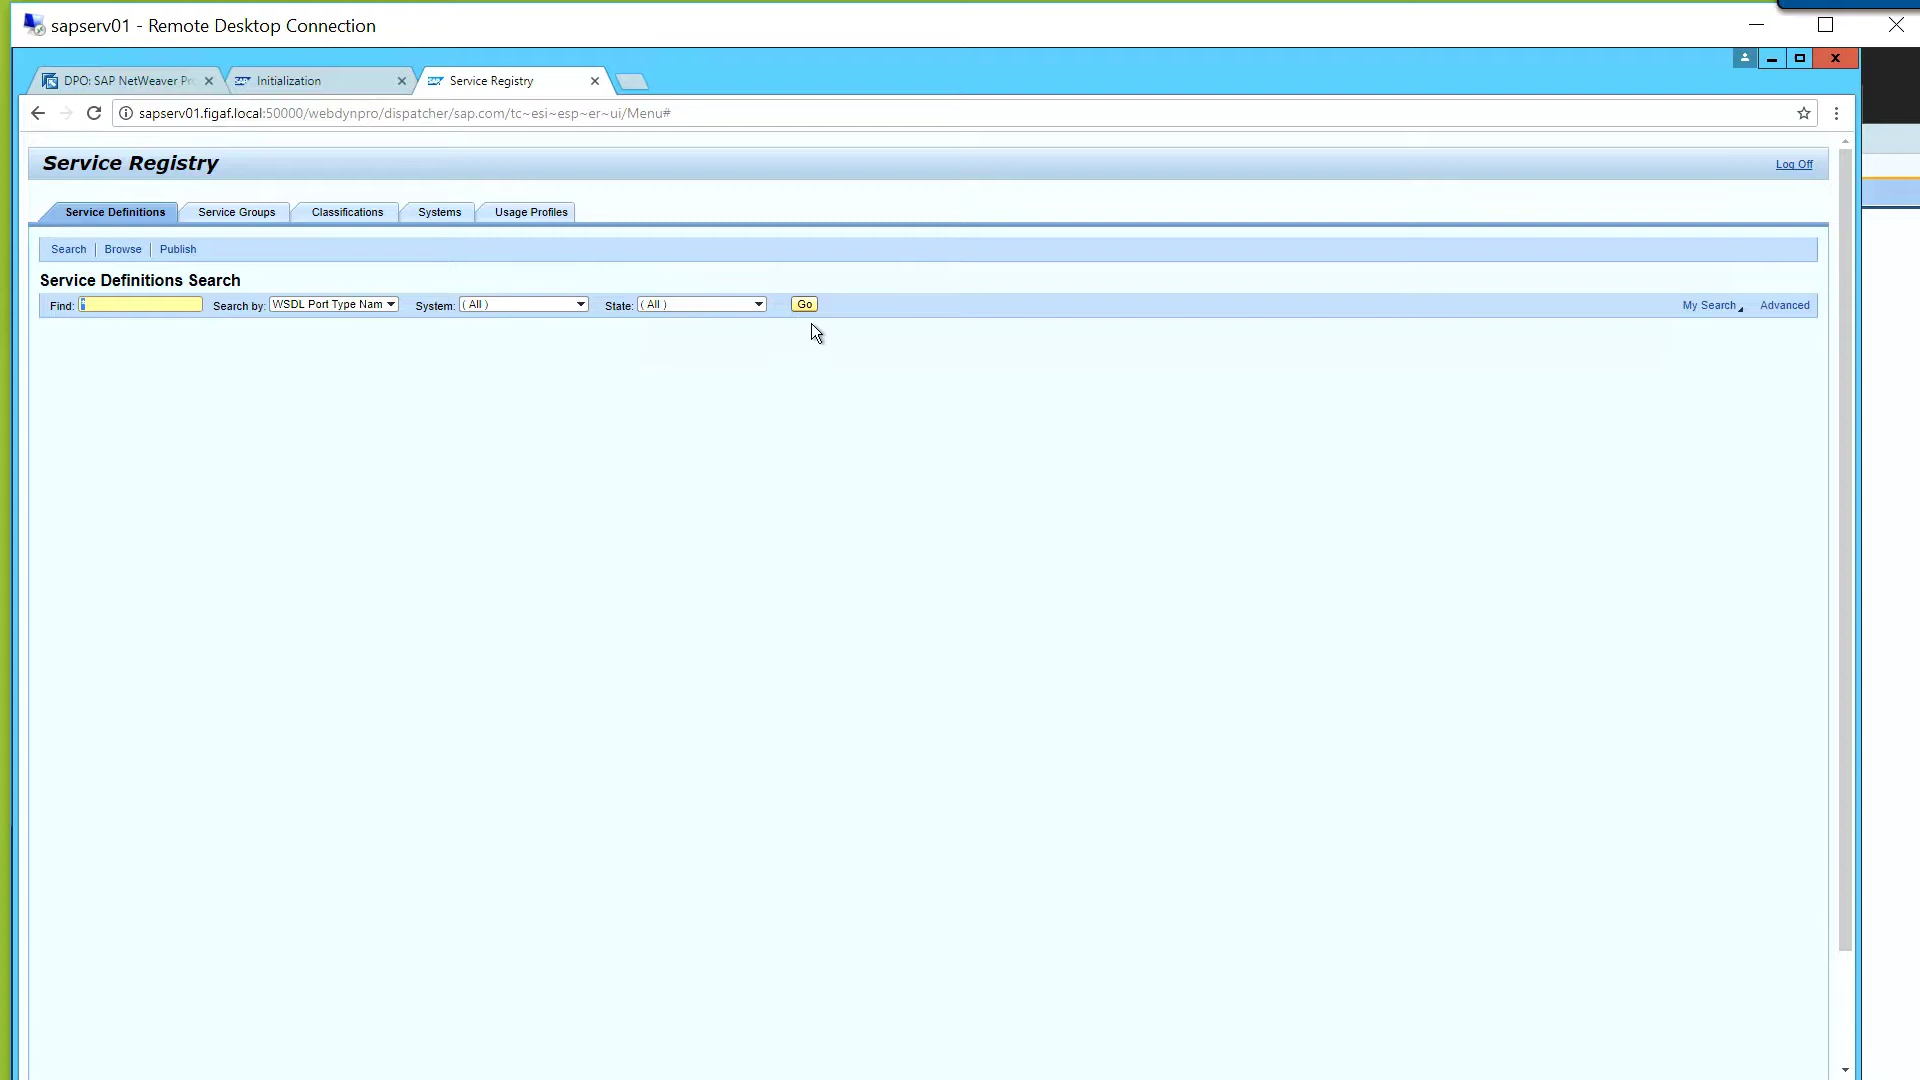 sapserv01 - Remote Desktop Connection
DPO: SAP NetWeaver Pr
Initialization
Service Registry
sapserv01.figaf.local:50000/webdynpro/dispatcher/sap.com/tc~esi~esp~er~ui/Menu#
Service Registry
Log Off
Service Definitions
Service Groups
Classifications
Systems
Usage Profiles
Search
Browse
Publish
Service Definitions Search
Find:
Search by: WSDL Port Type Nam
System: ( All )
State: ( All )
Go
My Search
Advanced